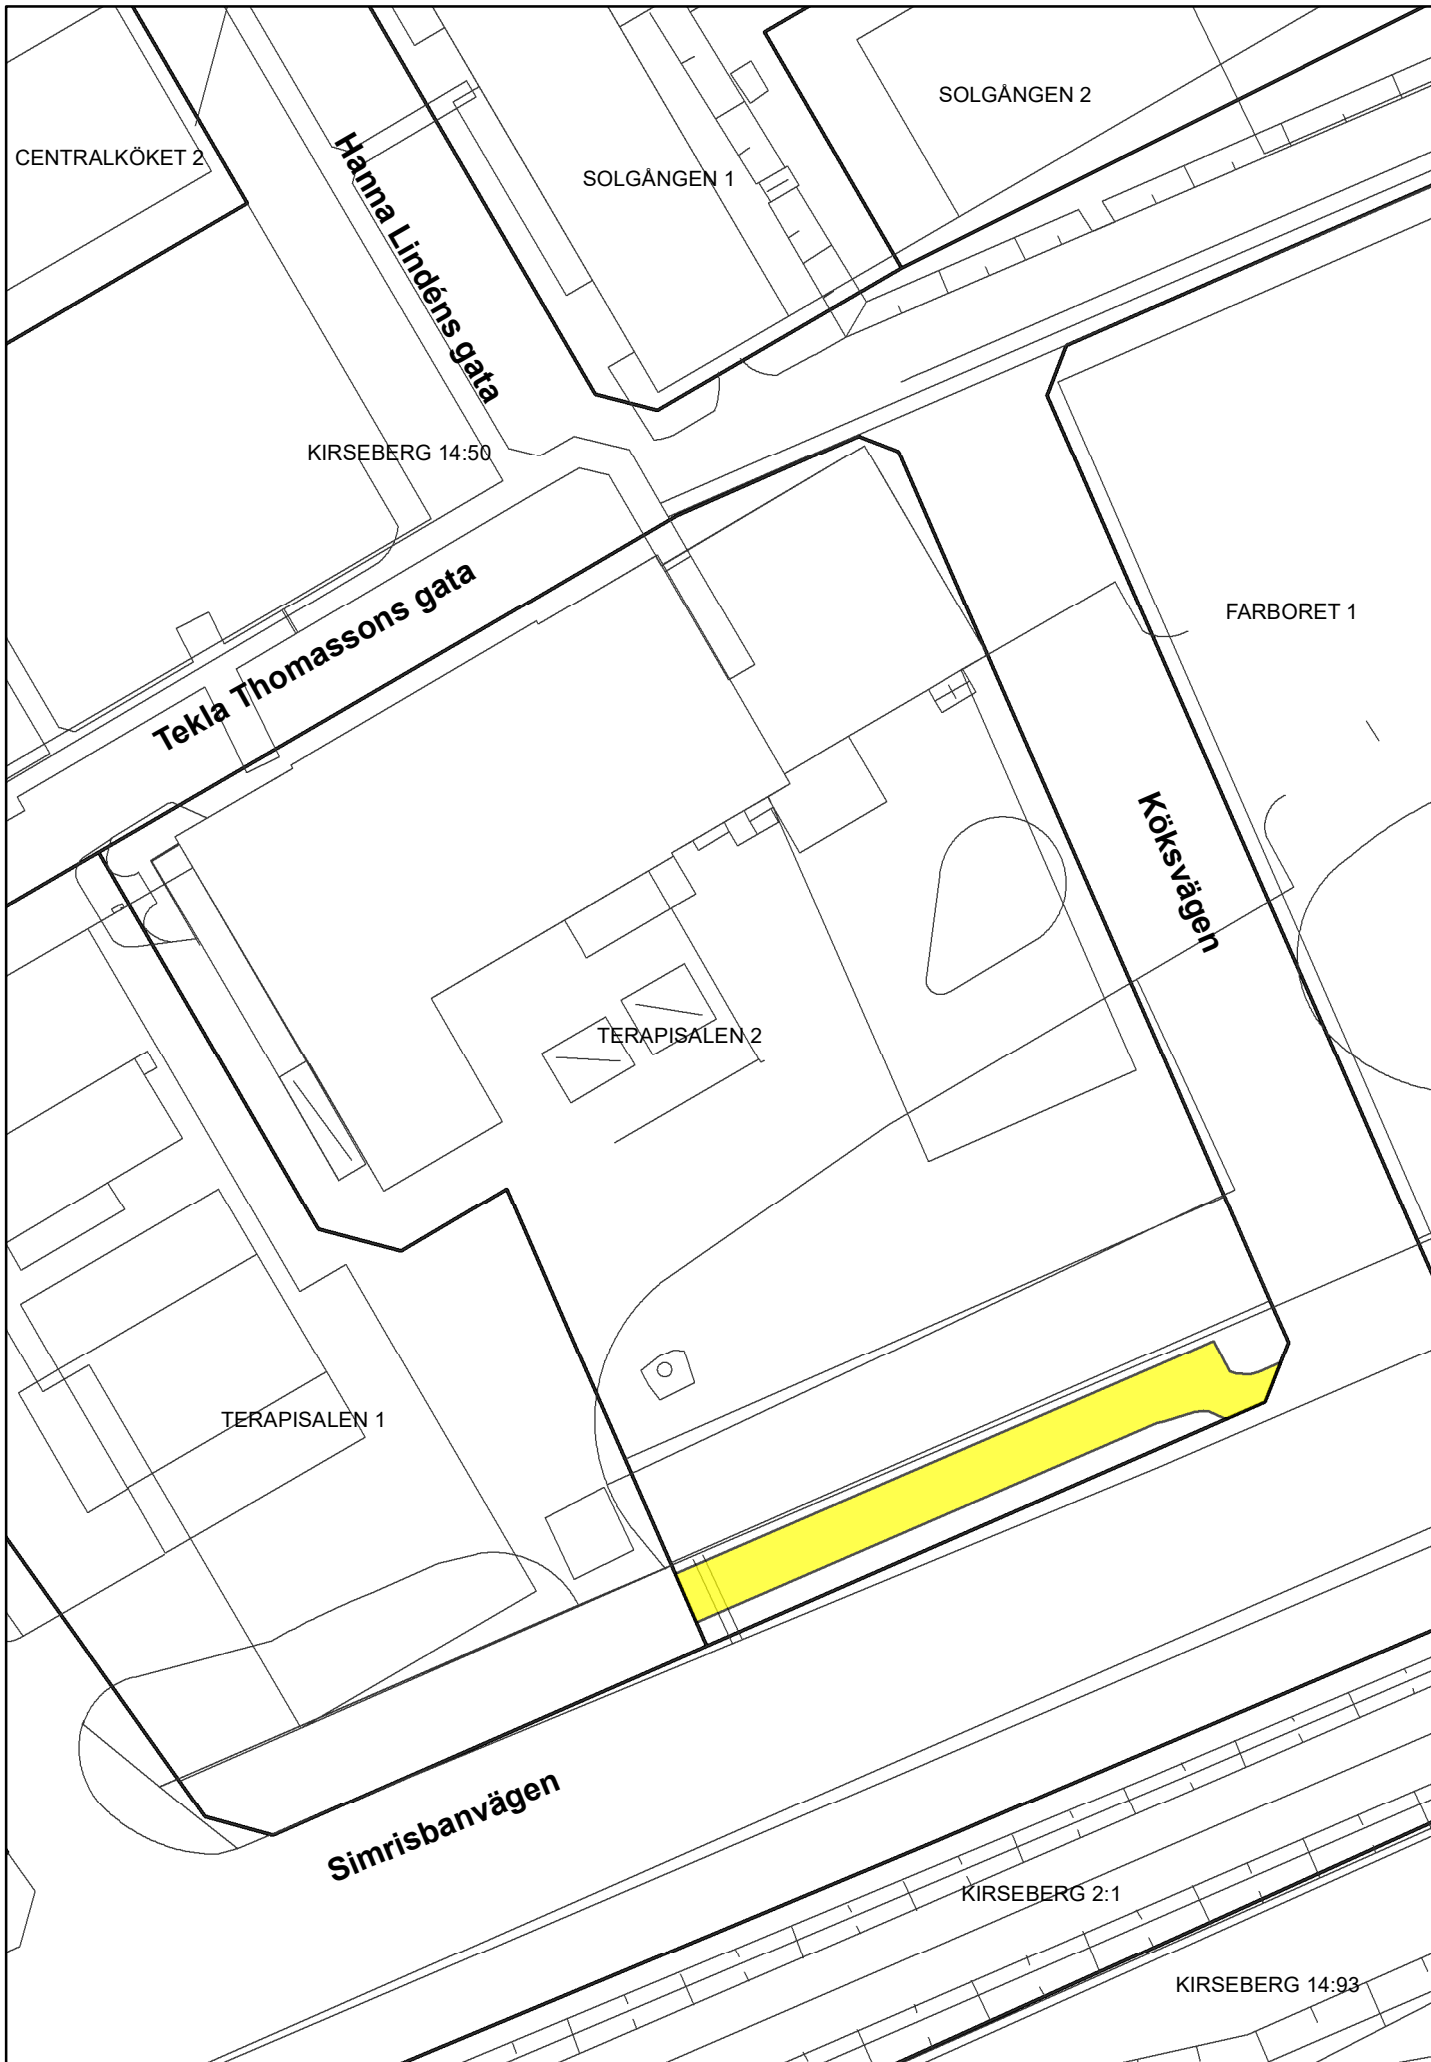 SOLGÅNGEN 2
CENTRALKÖKET 2
SOLGÅNGEN 1
Hanna Lindéns gata
KIRSEBERG 14:50
Tekla Thomassons gata
FARBORET 1
Köksvägen
TERAPISALEN 2
TERAPISALEN 1
Simrisbanvägen
KIRSEBERG 2:1
KIRSEBERG 14:93